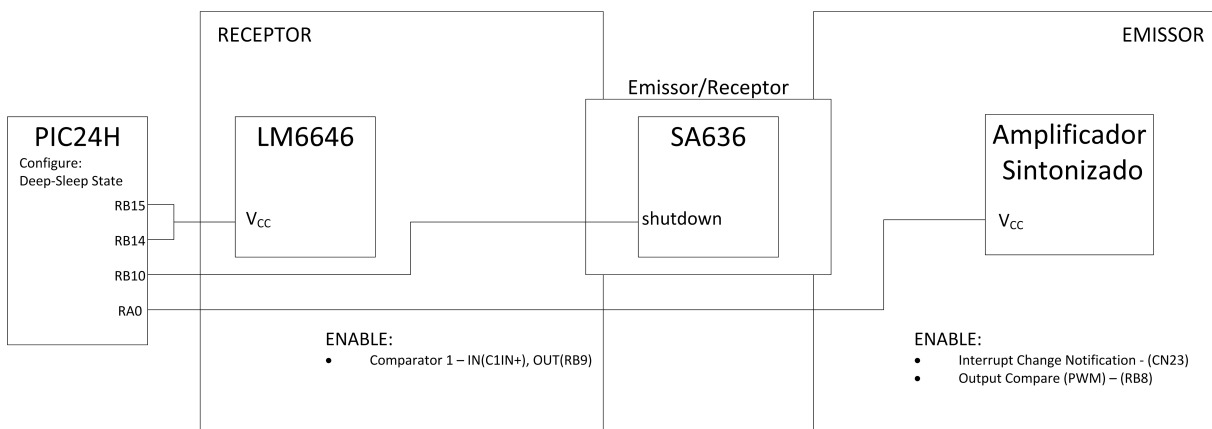 RECEPTOR
EMISSOR
Emissor/Receptor
PIC24H
Configure:
Deep-Sleep State
RB15
RB14
RB10
RA0
LM6646
VCC
SA636
shutdown
Amplificador
Sintonizado
VCC
ENABLE:
• Comparator 1 – IN(C1IN+), OUT(RB9)
ENABLE:
• Interrupt Change Notification - (CN23)
• Output Compare (PWM) – (RB8)